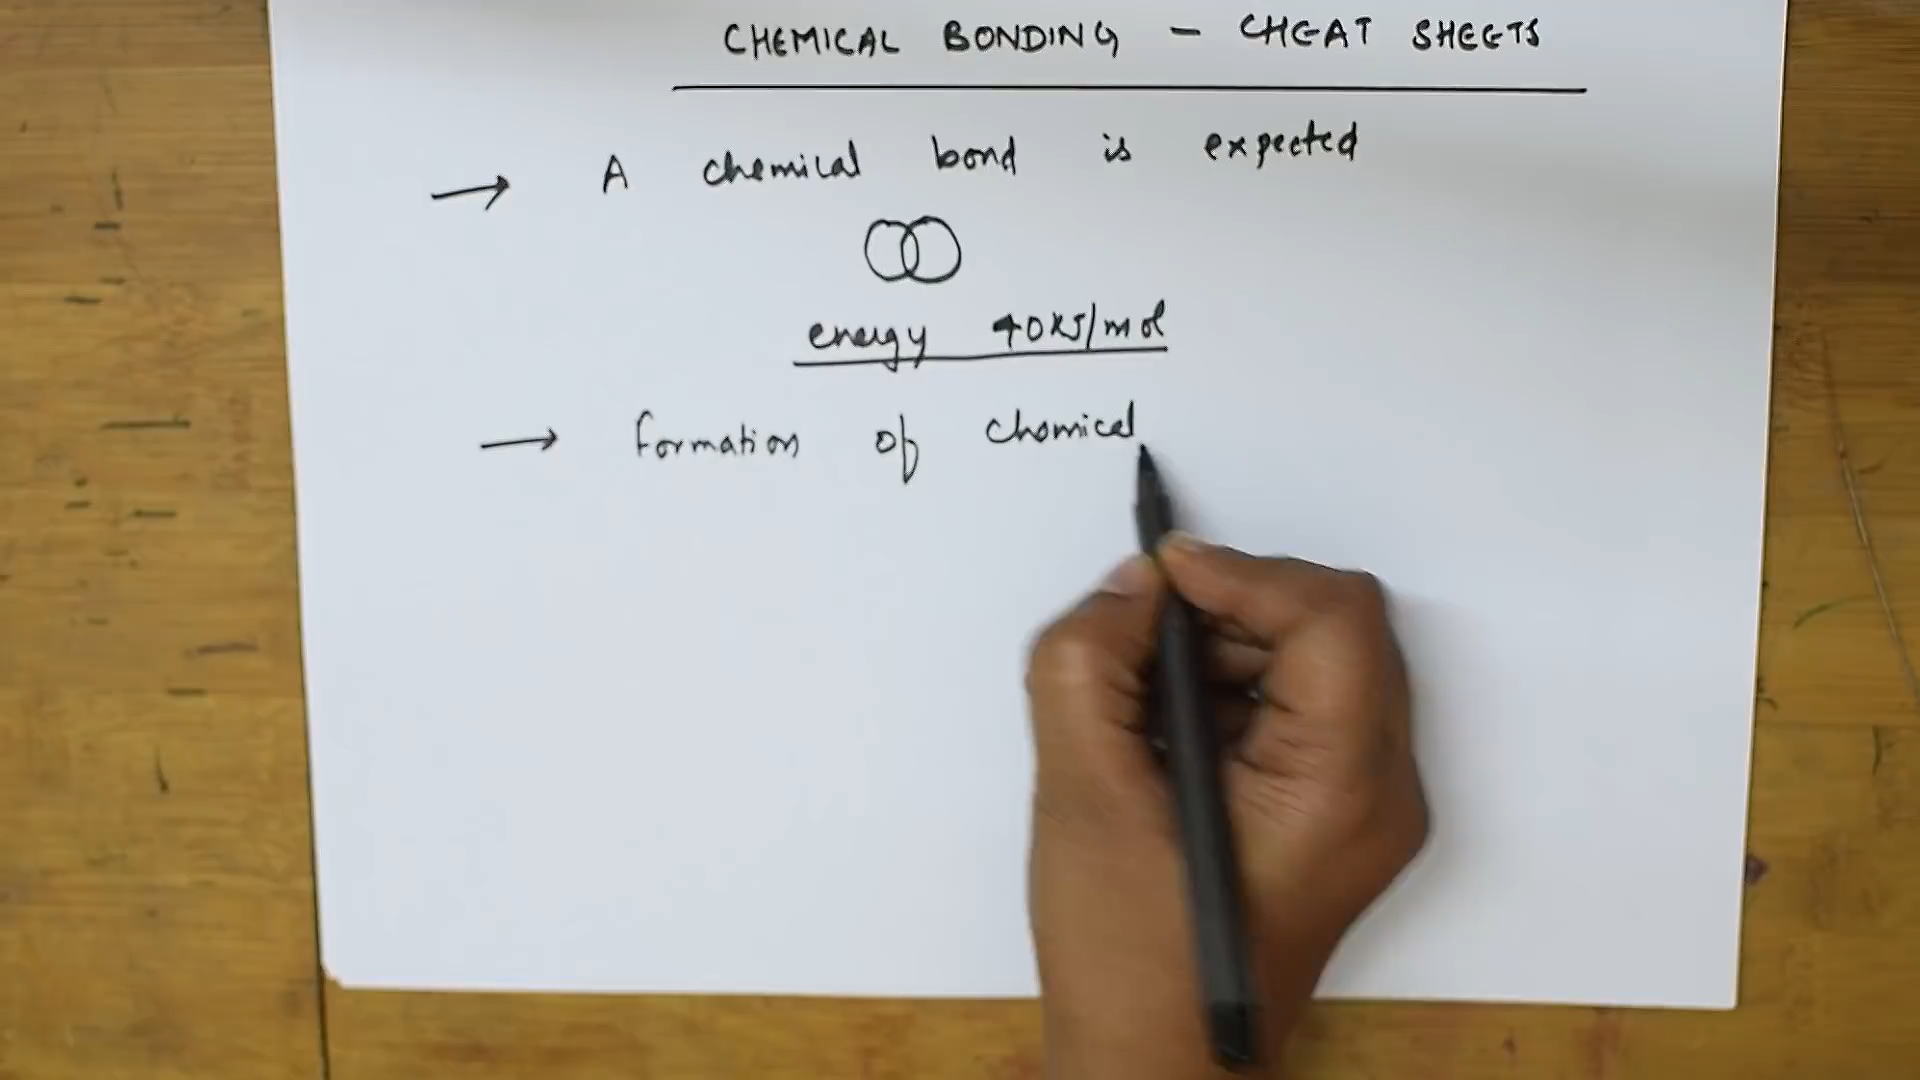 CHEMICAL BONDING - CHEAT SHEETS
→ A chemical bond is expected
energy 40KJ/mol
→ formation of chemical